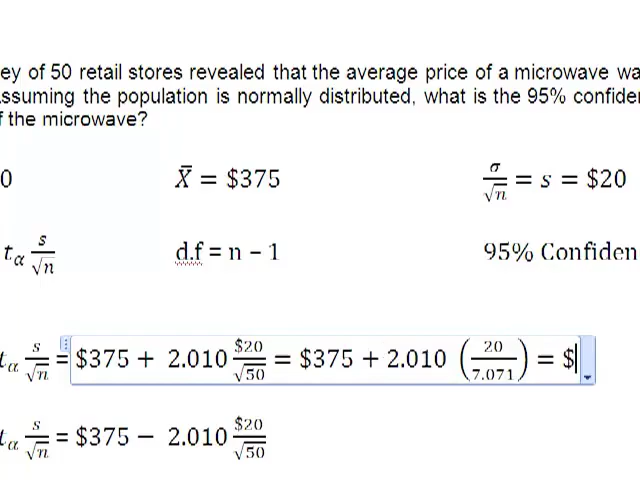 ey of 50 retail stores revealed that the average price of a microwave wa
ssuming the population is normally distributed, what is the 95% confider
f the microwave?
0 X̄ = $375 σ/√n = s = $20
tα s/√n d.f = n − 1 95% Confiden
tα s/√n = $375 + 2.010 $20/√50 = $375 + 2.010 (20/7.071) = $
tα s/√n = $375 − 2.010 $20/√50